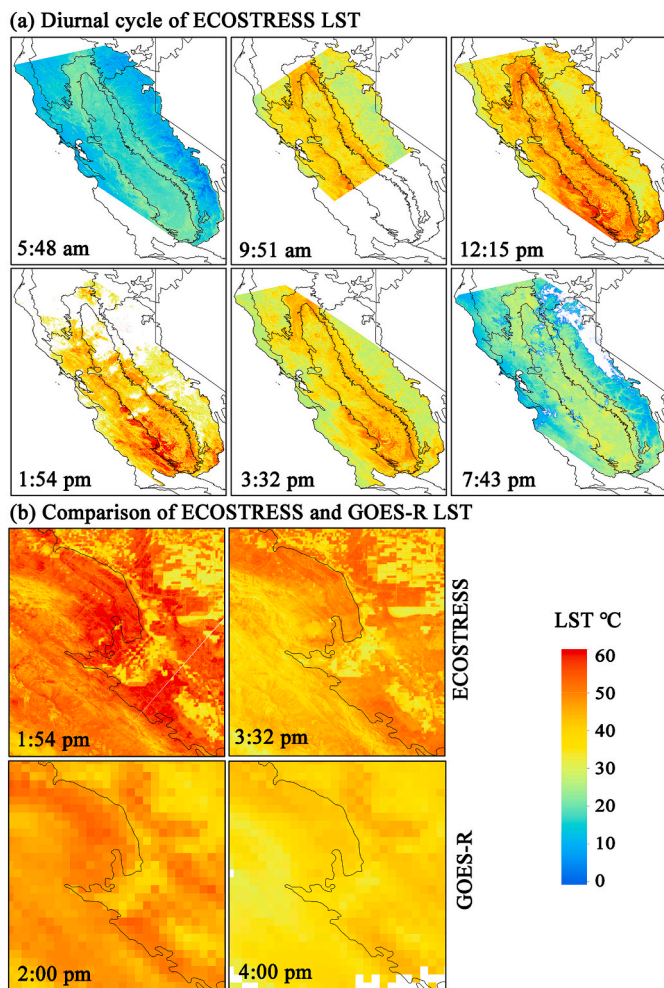 (a) Diurnal cycle of ECOSTRESS LST
5:48 am
9:51 am
12:15 pm
1:54 pm
3:32 pm
7:43 pm
(b) Comparison of ECOSTRESS and GOES-R LST
1:54 pm
3:32 pm
ECOSTRESS
2:00 pm
4:00 pm
GOES-R
LST °C
60
50
40
30
20
10
0